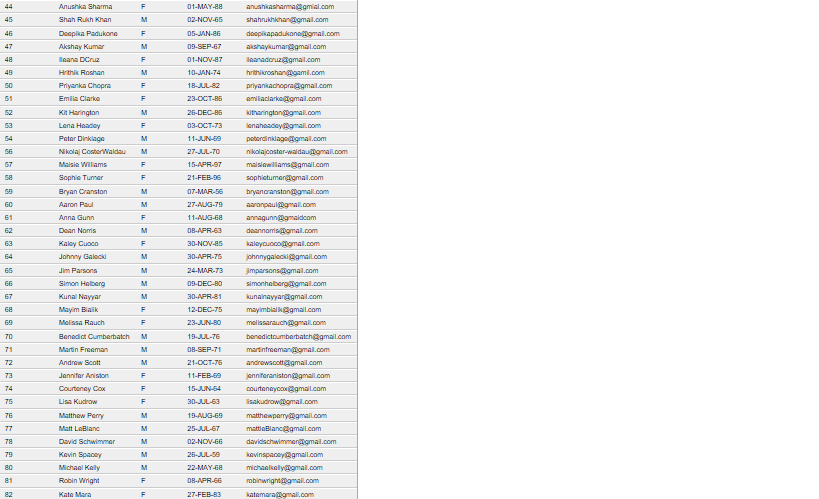 44 Anushka Sharma F 01-MAY-88 anushkasharma@gmial.com
45 Shah Rukh Khan M 02-NOV-65 shahrukhkhan@gmail.com
46 Deepika Padukone F 05-JAN-86 deepikapadukone@gmail.com
47 Akshay Kumar M 09-SEP-67 akshaykumar@gmail.com
48 Ileana DCruz F 01-NOV-87 ileanadcruz@gmail.com
49 Hrithik Roshan M 10-JAN-74 hrithikroshan@gamil.com
50 Priyanka Chopra F 18-JUL-82 priyankachopra@gmail.com
51 Emilia Clarke F 23-OCT-86 emiliaclarke@gmail.com
52 Kit Harington M 26-DEC-86 kitharington@gmail.com
53 Lena Headey F 03-OCT-73 lenaheadey@gmail.com
54 Peter Dinklage M 11-JUN-69 peterdinklage@gmail.com
56 Nikolaj CosterWaldau M 27-JUL-70 nikolajcoster-waldau@gmail.com
57 Maisie Williams F 15-APR-97 maisiewilliams@gmail.com
58 Sophie Turner F 21-FEB-96 sophieturner@gmail.com
59 Bryan Cranston M 07-MAR-56 bryancranston@gmail.com
60 Aaron Paul M 27-AUG-79 aaronpaul@gmail.com
61 Anna Gunn F 11-AUG-68 annagunn@gmaidcom
62 Dean Norris M 08-APR-63 deannorris@gmail.com
63 Kaley Cuoco F 30-NOV-85 kaleycuoco@gmail.com
64 Johnny Galecki M 30-APR-75 johnnygalecki@gmail.com
65 Jim Parsons M 24-MAR-73 jimparsons@gmail.com
66 Simon Helberg M 09-DEC-80 simonhelberg@gmail.com
67 Kunal Nayyar M 30-APR-81 kunalnayyar@gmail.com
68 Mayim Bialik F 12-DEC-75 mayimbialik@gmail.com
69 Melissa Rauch F 23-JUN-80 melissarauch@gmail.com
70 Benedict Cumberbatch M 19-JUL-76 benedictcumberbatch@gmail.com
71 Martin Freeman M 08-SEP-71 martinfreeman@gmail.com
72 Andrew Scott M 21-OCT-76 andrewscott@gmail.com
73 Jennifer Aniston F 11-FEB-69 jenniferaniston@gmail.com
74 Courteney Cox F 15-JUN-64 courteneycox@gmail.com
75 Lisa Kudrow F 30-JUL-63 lisakudrow@gmail.com
76 Matthew Perry M 19-AUG-69 matthewperry@gmail.com
77 Matt LeBlanc M 25-JUL-67 mattleBlanc@gmail.com
78 David Schwimmer M 02-NOV-66 davidschwimmer@gmail.com
79 Kevin Spacey M 26-JUL-59 kevinspacey@gmail.com
80 Michael Kelly M 22-MAY-68 michaelkelly@gmail.com
81 Robin Wright F 08-APR-66 robinwright@gmail.com
82 Kate Mara F 27-FEB-83 katemara@gmail.com